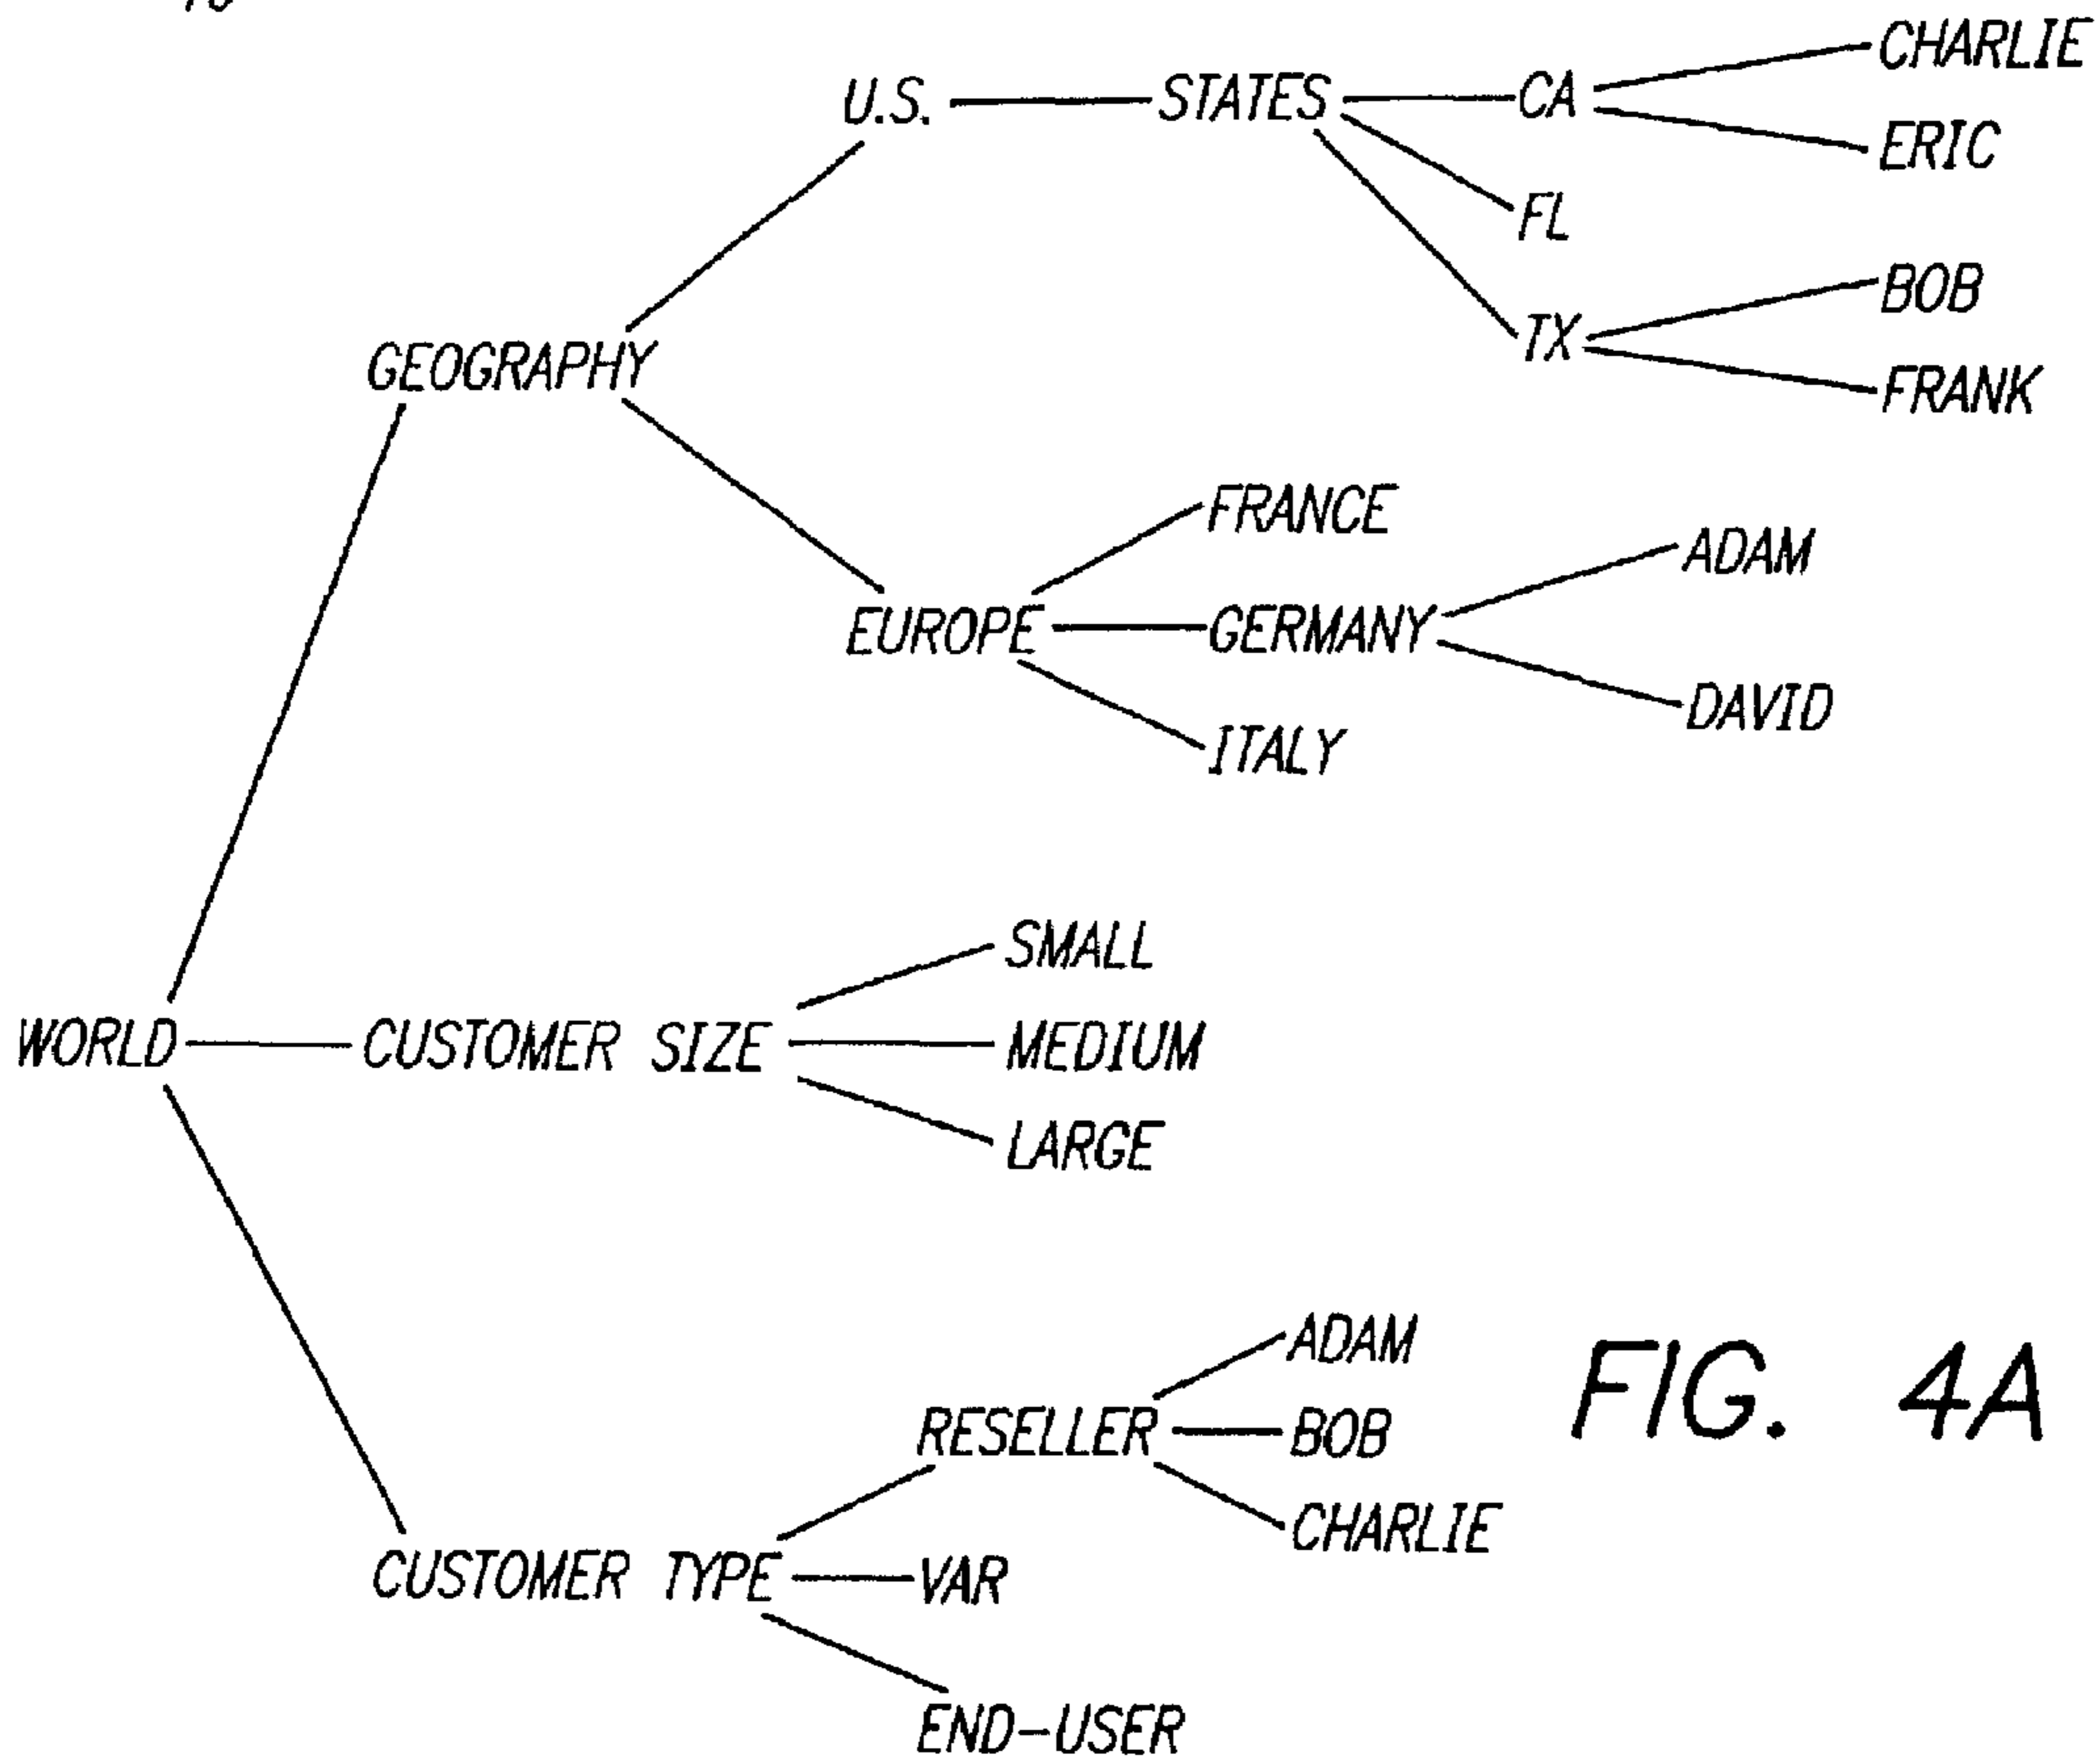 CHARLIE
U.S.
STATES
CA
ERIC
FL
BOB
TX
FRANK
GEOGRAPHY
FRANCE
ADAM
EUROPE
GERMANY
DAVID
ITALY
SMALL
WORLD
CUSTOMER SIZE
MEDIUM
LARGE
ADAM
RESELLER
BOB
CHARLIE
CUSTOMER TYPE
VAR
END-USER
FIG. 4A